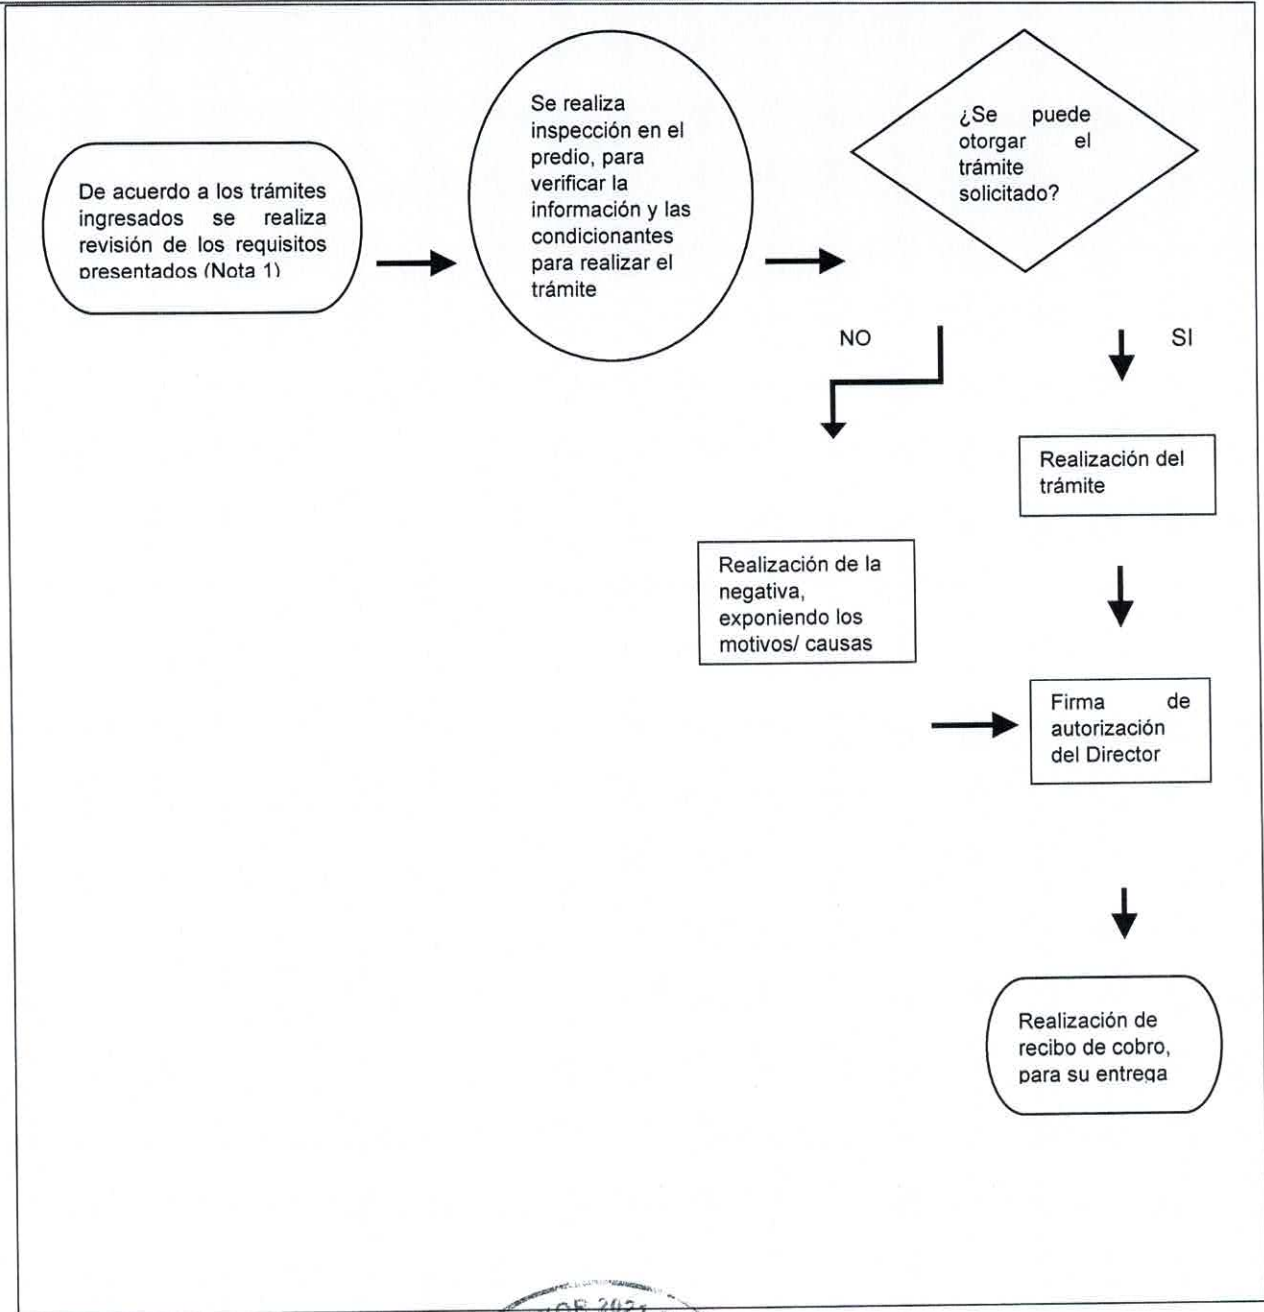 De acuerdo a los trámites
ingresados se realiza
revisión de los requisitos
presentados (Nota 1)
Se realiza
inspección en el
predio, para
verificar la
información y las
condicionantes
para realizar el
trámite
¿Se puede
otorgar el
trámite
solicitado?
NO
SI
Realización del
trámite
Realización de la
negativa,
exponiendo los
motivos/ causas
Firma de
autorización
del Director
Realización de
recibo de cobro,
para su entrega